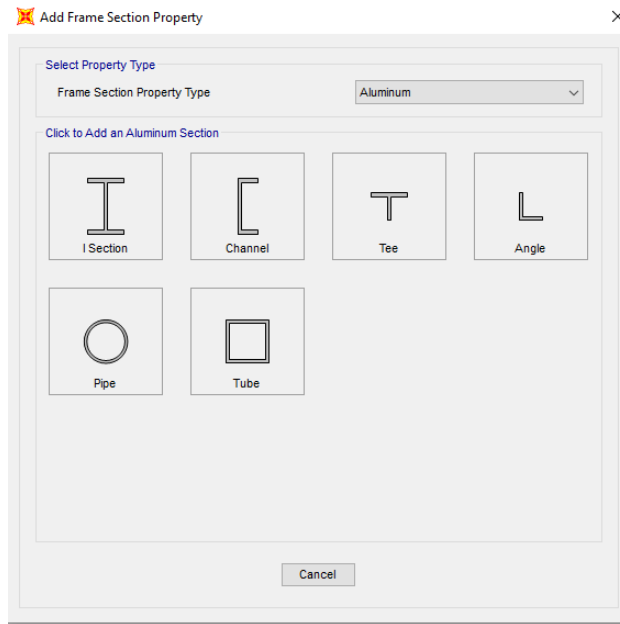 Add Frame Section Property
Select Property Type
Frame Section Property Type Aluminum
Click to Add an Aluminum Section
I Section Channel Tee Angle
Pipe Tube
Cancel